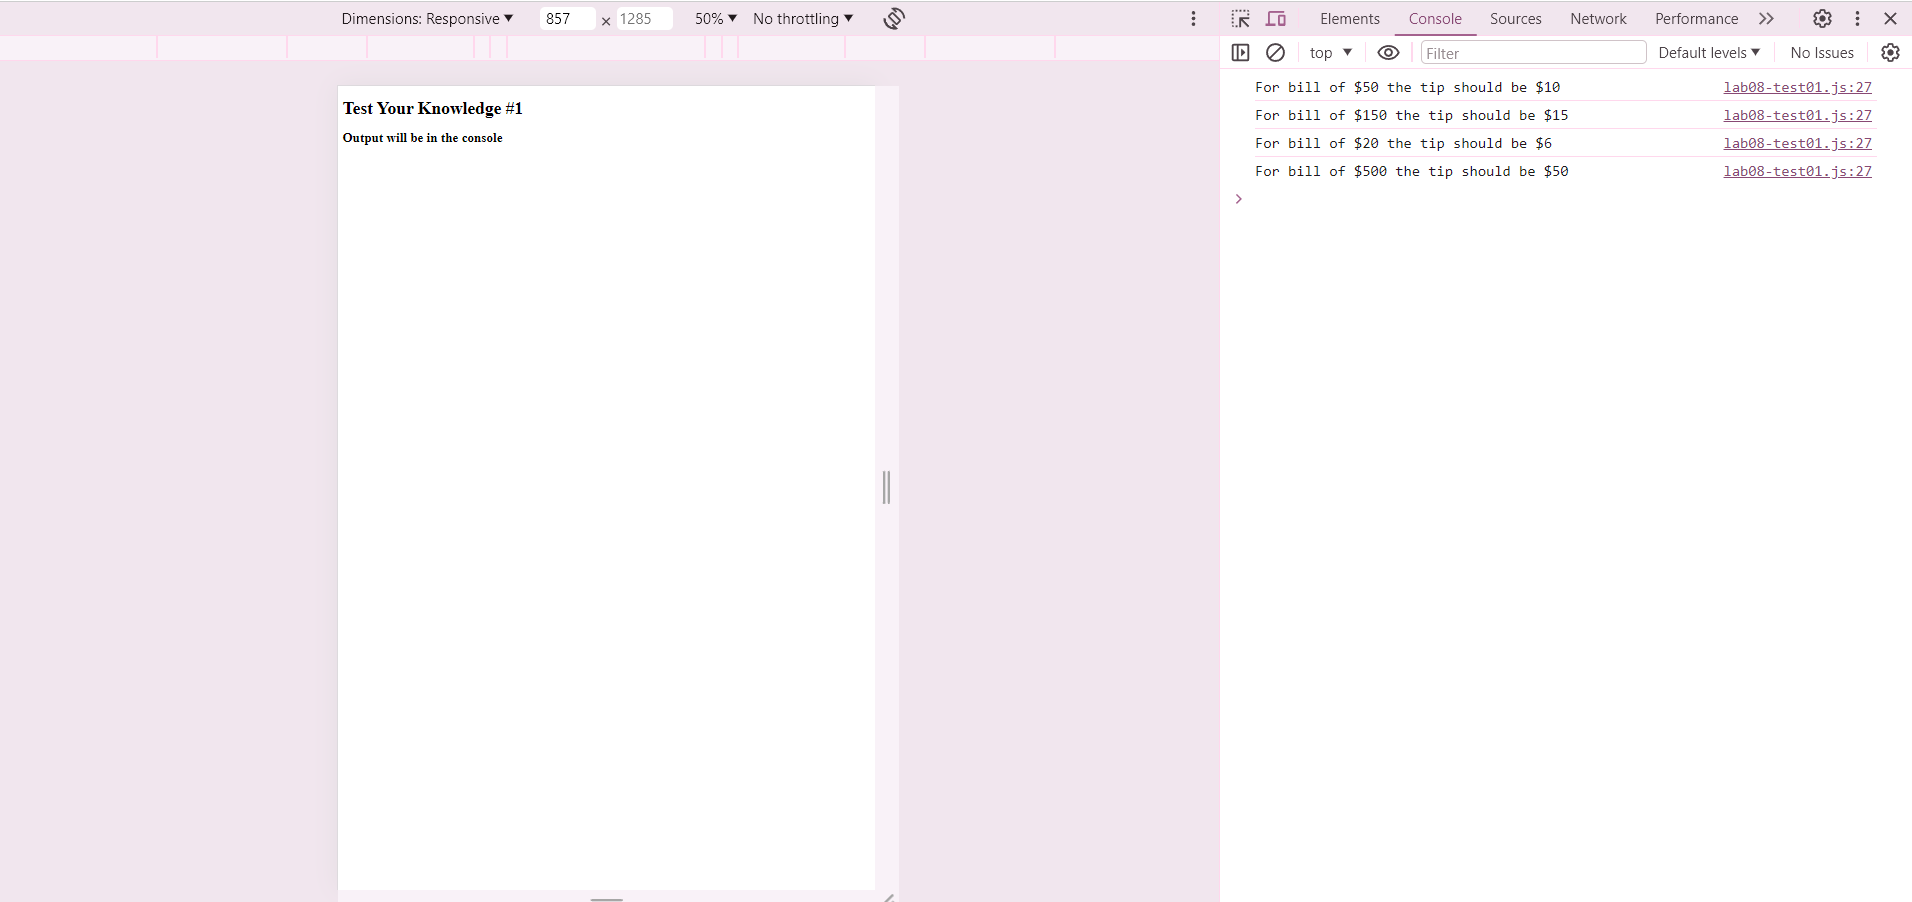 Dimensions: Responsive ▼ 857 × 1285 50% ▼ No throttling ▼
Elements Console Sources Network Performance
top ▼ Filter Default levels ▼ No Issues
Test Your Knowledge #1
Output will be in the console
For bill of $50 the tip should be $10 lab08-test01.js:27
For bill of $150 the tip should be $15 lab08-test01.js:27
For bill of $20 the tip should be $6 lab08-test01.js:27
For bill of $500 the tip should be $50 lab08-test01.js:27